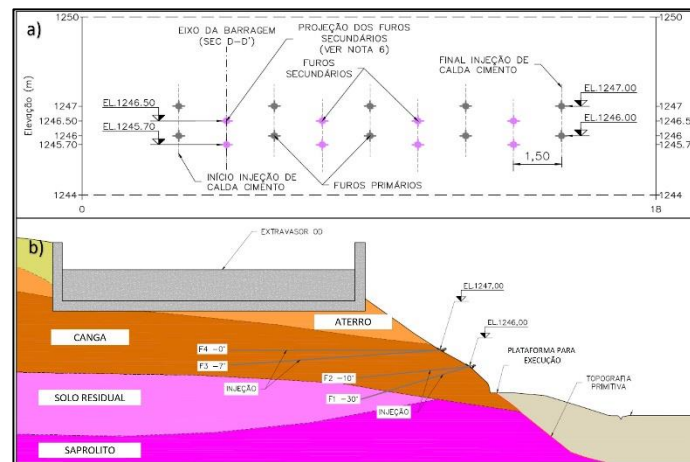 a)
1250
1250
EIXO DA BARRAGEM
(SEC D-D')
PROJEÇÃO DOS FUROS
SECUNDÁRIOS
(VER NOTA 6)
FUROS
SECUNDÁRIOS
FINAL INJEÇÃO DE
CALDA CIMENTO
Elevação (m)
EL.1246.50
EL.1247.00
1247
1247
1246.50
1246.5
EL.1245.70
EL.1246.00
1246
1246
1245.70
1245.70
1,50
INÍCIO INJEÇÃO DE
CALDA CIMENTO
FUROS PRIMÁRIOS
1244
1244
0
18
b)
EXTRAVASOR OD
EL.1247,00
ATERRO
EL.1246,00
CANGA
F4 -0°
F3 -7°
PLATAFORMA PARA
EXECUÇÃO
F2 -10°
INJEÇÃO
TOPOGRAFIA
PRIMITIVA
SOLO RESIDUAL
F1 -30°
INJEÇÃO
SAPROLITO